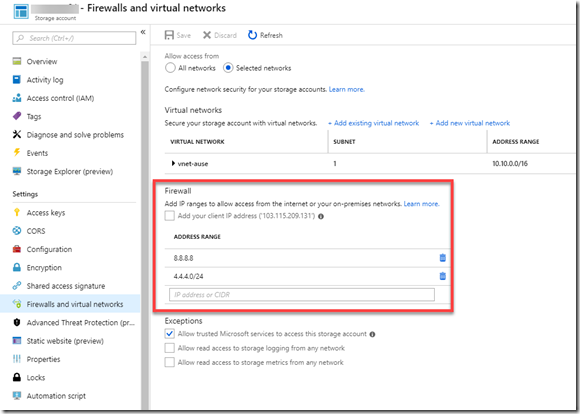 - Firewalls and virtual networks
Storage account
Search (Ctrl+/)
«
Overview
Activity log
Access control (IAM)
Tags
Diagnose and solve problems
Events
Storage Explorer (preview)
Settings
Access keys
CORS
Configuration
Encryption
Shared access signature
Firewalls and virtual networks
Advanced Threat Protection (pr...
Static website (preview)
Properties
Locks
Automation script
Save Discard Refresh
Allow access from
All networks Selected networks
Configure network security for your storage accounts. Learn more.
Virtual networks
Secure your storage account with virtual networks. + Add existing virtual network + Add new virtual network
VIRTUAL NETWORK SUBNET ADDRESS RANGE
vnet-ause 1 10.10.0.0/16
Firewall
Add IP ranges to allow access from the internet or your on-premises networks. Learn more.
Add your client IP address ('103.115.209.131')
ADDRESS RANGE
8.8.8.8
4.4.4.0/24
IP address or CIDR
Exceptions
Allow trusted Microsoft services to access this storage account
Allow read access to storage logging from any network
Allow read access to storage metrics from any network